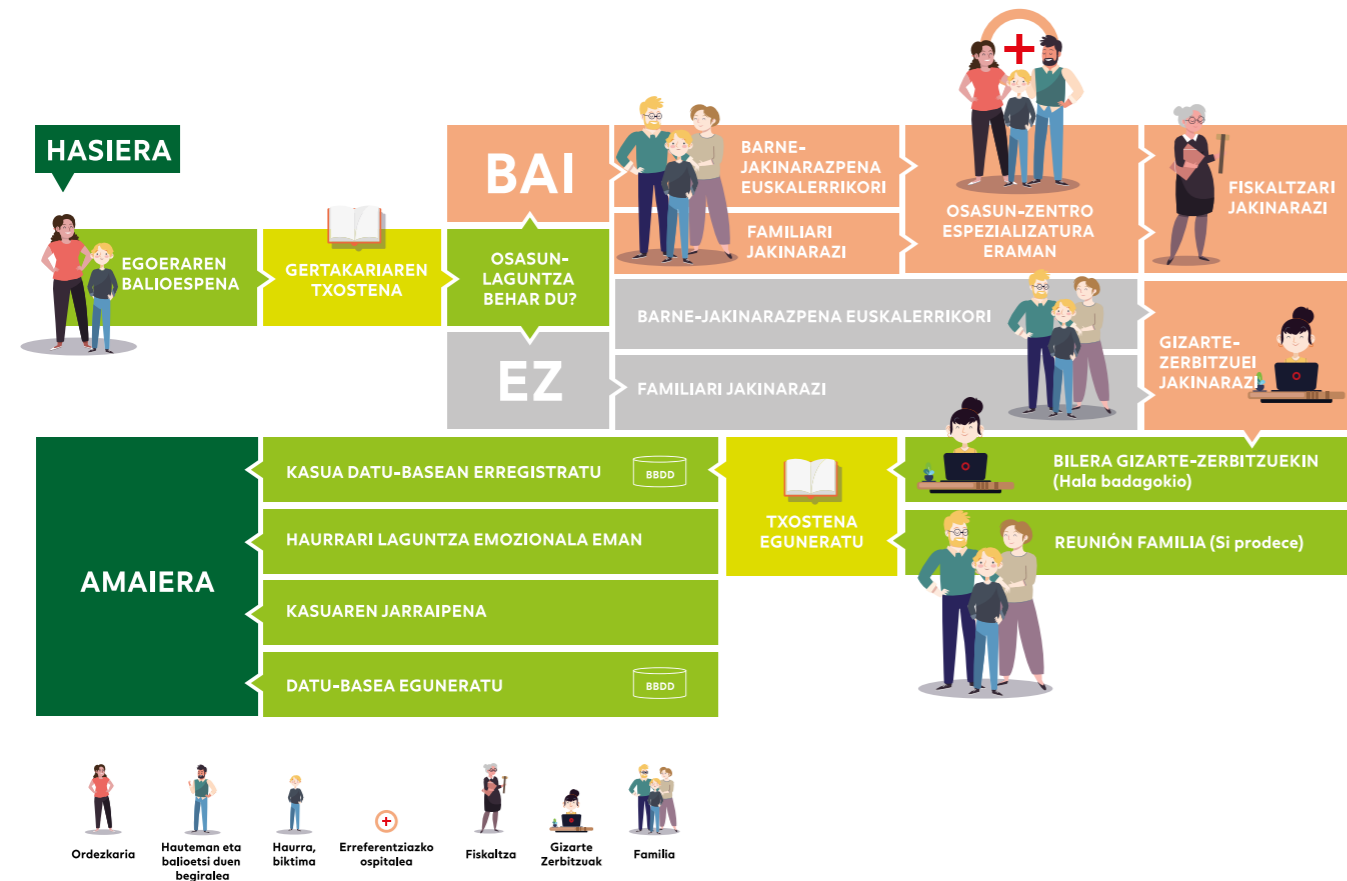 HASIERA
EGOERAREN
BALIOESPENA
GERTAKARIAREN
TXOSTENA
OSASUN-
LAGUNTZA
BEHAR DU?
BAI
BARNE-
JAKINARAZPENA
EUSKALERRIKORI
FAMILIARI
JAKINARAZI
OSASUN-ZENTRO
ESPEZIALIZATURA
ERAMAN
FISKALTZARI
JAKINARAZI
EZ
BARNE-JAKINARAZPENA EUSKALERRIKORI
FAMILIARI JAKINARAZI
GIZARTE-
ZERBITZUEI
JAKINARAZI
BILERA GIZARTE-ZERBITZUEKIN
(Hala badagokio)
REUNIÓN FAMILIA (Si prodece)
TXOSTENA
EGUNERATU
KASUA DATU-BASEAN ERREGISTRATU
BBDD
HAURRARI LAGUNTZA EMOZIONALA EMAN
KASUAREN JARRAIPENA
DATU-BASEA EGUNERATU
BBDD
AMAIERA
Ordezkaria
Hauteman eta
balioetsi duen
begiralea
Haurra,
biktima
Erreferentziazko
ospitalea
Fiskaltza
Gizarte
Zerbitzuak
Familia